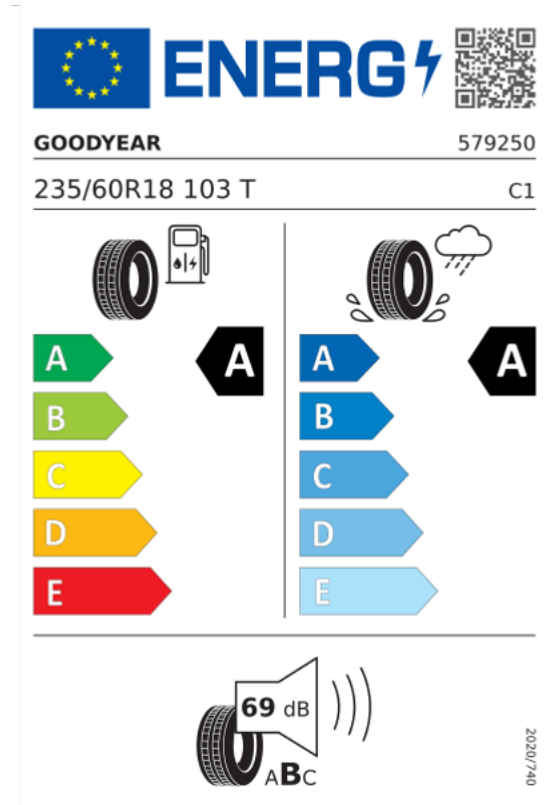 ENERG
GOODYEAR 579250
235/60R18 103 T C1
A A A A
B B
C C
D D
E E
69 dB
ABC
2020/740